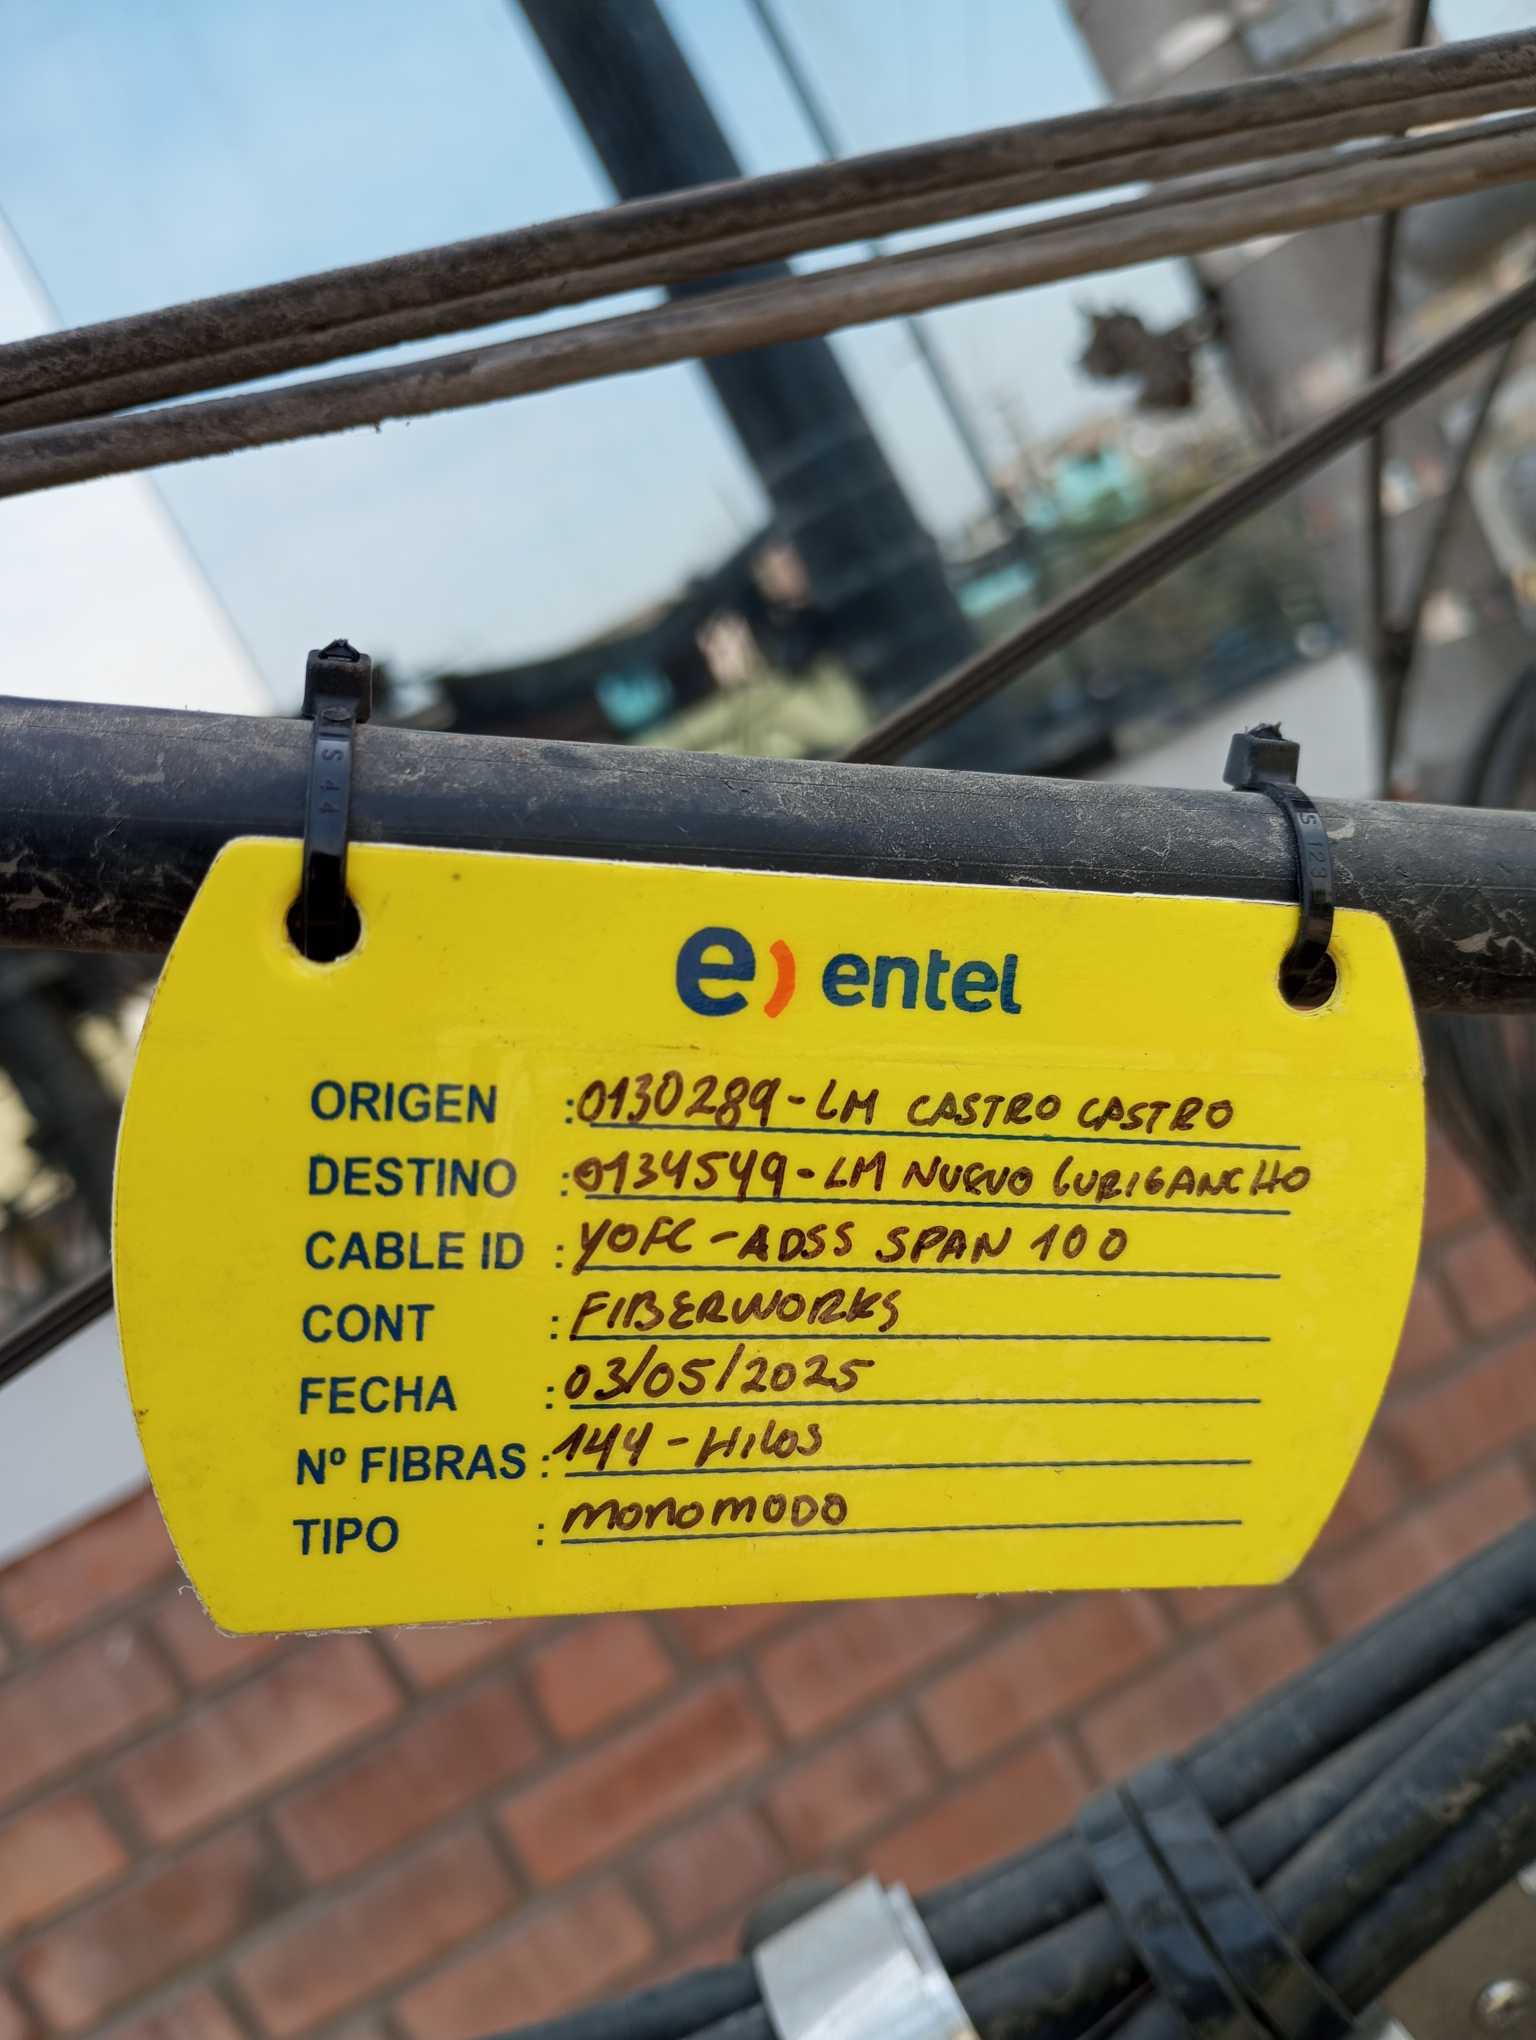 e) entel
ORIGEN : 0130289-LM CASTRO CASTRO
DESTINO : 0134549-LM NUEVO LURIGANCHO
CABLE ID : YOFC-ADSS SPAN 100
CONT : FIBERWORKS
FECHA : 03/05/2025
Nº FIBRAS : 144-Hilos
TIPO : MONOMODO